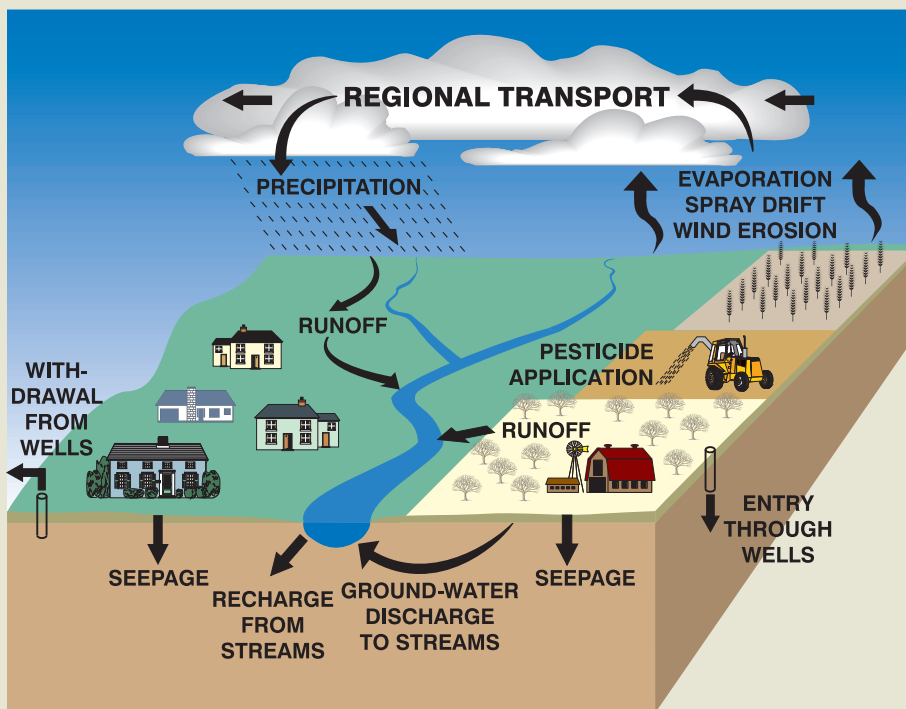 REGIONAL TRANSPORT
PRECIPITATION
EVAPORATION
SPRAY DRIFT
WIND EROSION
RUNOFF
WITH-
DRAWAL
FROM
WELLS
PESTICIDE
APPLICATION
RUNOFF
ENTRY
THROUGH
WELLS
SEEPAGE
RECHARGE
FROM
STREAMS
GROUND-WATER
DISCHARGE
TO STREAMS
SEEPAGE